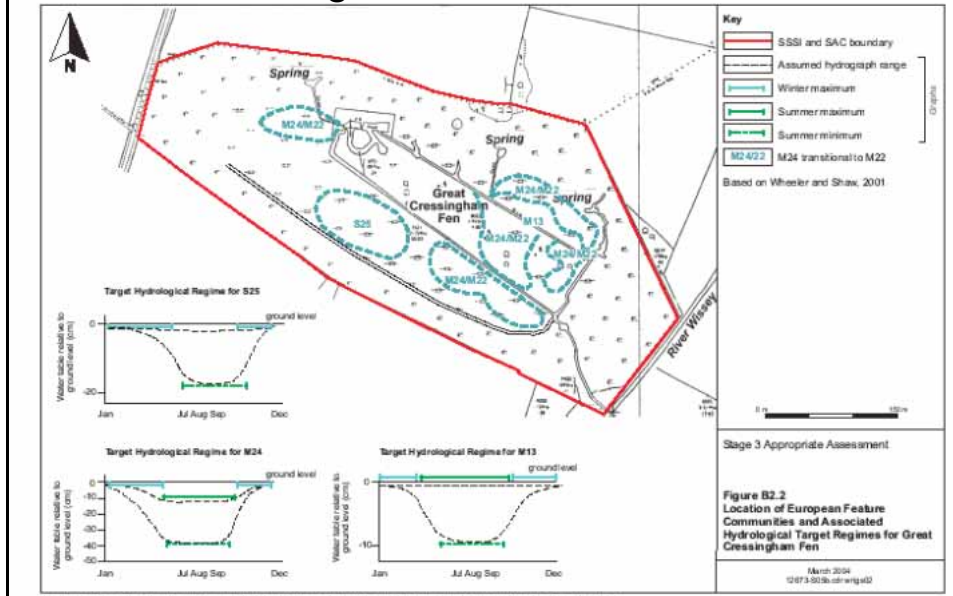 N
Spring
M24/M22
Spring
M24/M22
Great
Cressingham
Fen
Spring
M13
S25
M24/M22
M24/M22
M24/M22
River Wissey
Key
SSSI and SAC boundary
Assumed hydrograph range
Winter maximum
Summer maximum
Summer minimum
Graphs
M24/22
M24 transitional to M22
Based on Wheeler and Shaw, 2001
Target Hydrological Regime for S25
ground level
Water table relative to
ground level (cm)
0
-20
Jan
Jul Aug Sep
Dec
Target Hydrological Regime for M24
ground level
Water table relative to
ground level (cm)
0
-10
-20
-30
-40
-50
Jan
Jul Aug Sep
Dec
Target Hydrological Regime for M13
ground level
Water table relative to
ground level (cm)
0
-10
Jan
Jul Aug Sep
Dec
0 m
Stage 3 Appropriate Assessment
Figure B2.2
Location of European Feature
Communities and Associated
Hydrological Target Regimes for Great
Cressingham Fen
March 2004